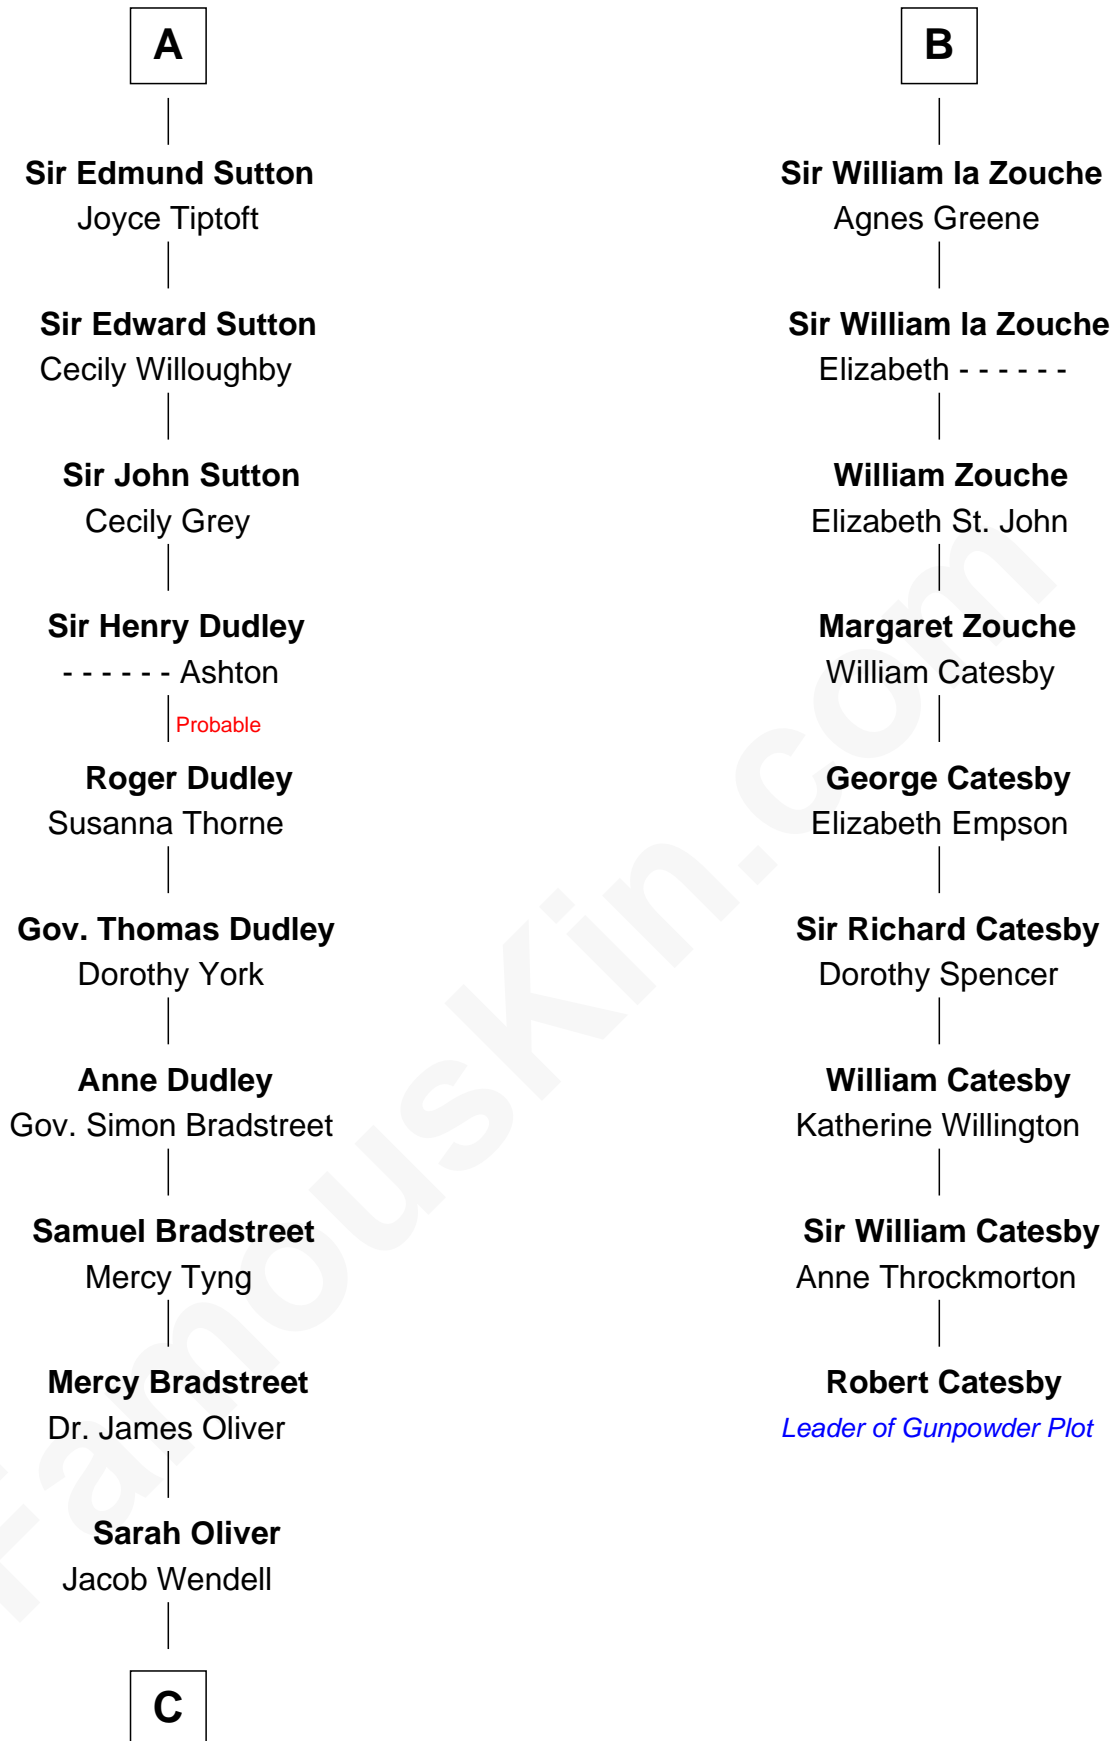 A
Sir Edmund Sutton
Joyce Tiptoft
Sir Edward Sutton
Cecily Willoughby
Sir John Sutton
Cecily Grey
Sir Henry Dudley
- - - - - - Ashton
Probable
Roger Dudley
Susanna Thorne
Gov. Thomas Dudley
Dorothy York
Anne Dudley
Gov. Simon Bradstreet
Samuel Bradstreet
Mercy Tyng
Mercy Bradstreet
Dr. James Oliver
Sarah Oliver
Jacob Wendell
C
B
Sir William la Zouche
Agnes Greene
Sir William la Zouche
Elizabeth - - - - - -
William Zouche
Elizabeth St. John
Margaret Zouche
William Catesby
George Catesby
Elizabeth Empson
Sir Richard Catesby
Dorothy Spencer
William Catesby
Katherine Willington
Sir William Catesby
Anne Throckmorton
Robert Catesby
Leader of Gunpowder Plot
FamousKin.com